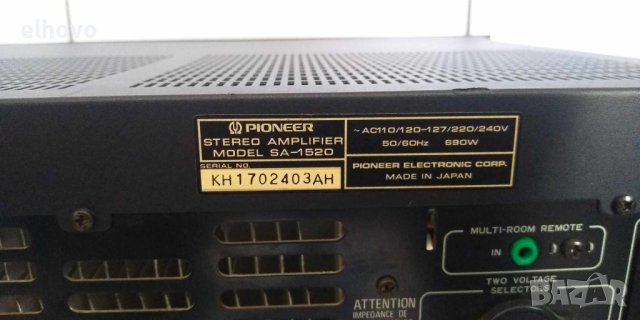 elhovo
PIONEER
STEREO AMPLIFIER
MODEL SA-1520
SERIAL NO.
KH1702403AH
~AC110/120-127/220/240V
50/60Hz 690W
PIONEER ELECTRONIC CORP.
MADE IN JAPAN
MULTI-ROOM REMOTE
IN
TWO VOLTAGE
SELECTORS
ATTENTION
IMPEDANCE DE
BAZAR